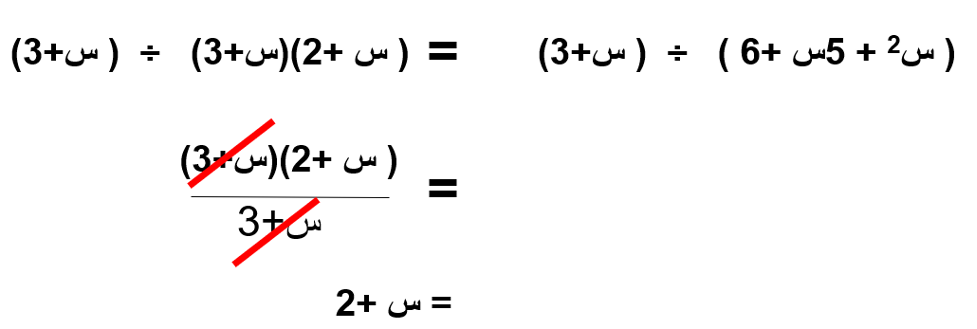 ( س² + 5س +6 ) ÷ ( س+3) = ( س +2)(س+3) ÷ ( س+3)
= ( س +2)(س+3)
س+3
= س +2